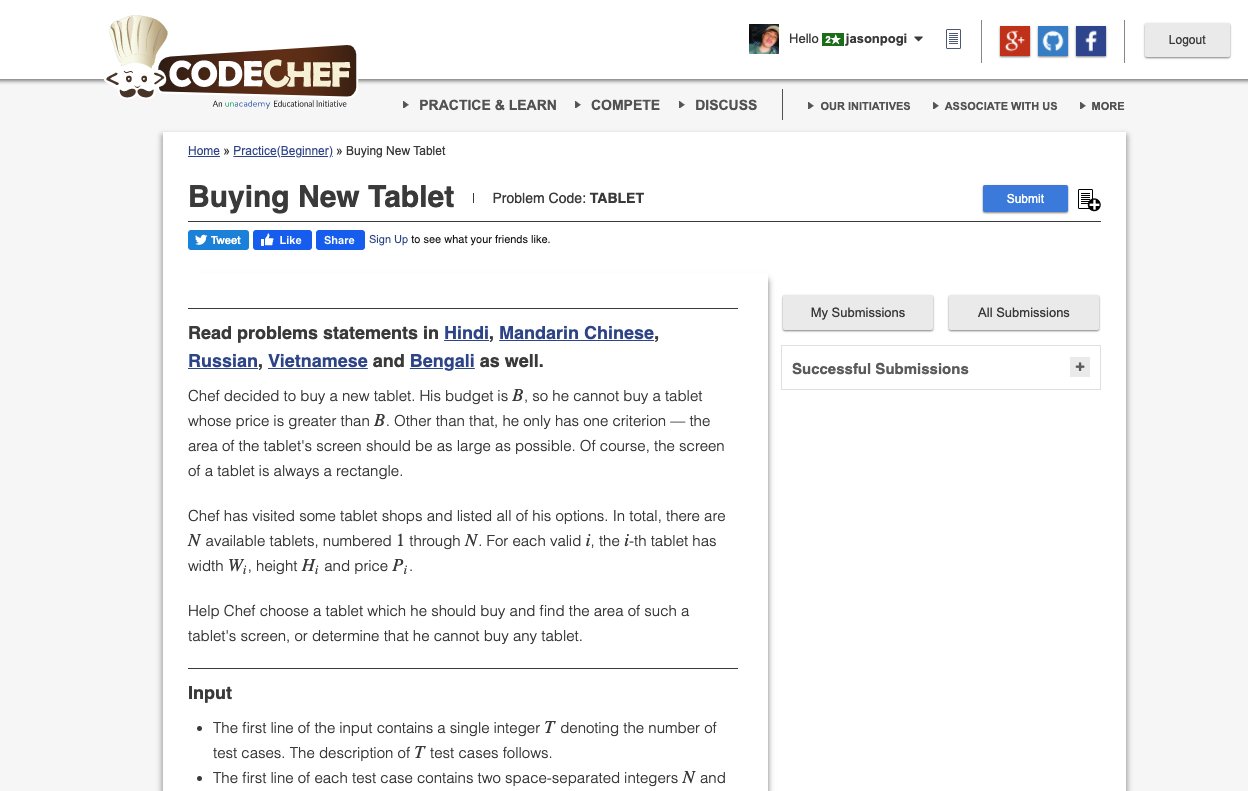 Hello 2★ jasonpogi
g+
f
Logout
CODECHEF
An unacademy Educational Initiative
PRACTICE & LEARN
COMPETE
DISCUSS
OUR INITIATIVES
ASSOCIATE WITH US
MORE
Home » Practice(Beginner) » Buying New Tablet
Buying New Tablet
Problem Code: TABLET
Submit
Tweet
Like
Share
Sign Up to see what your friends like.
My Submissions
All Submissions
Successful Submissions
+
Read problems statements in Hindi, Mandarin Chinese,
Russian, Vietnamese and Bengali as well.
Chef decided to buy a new tablet. His budget is B, so he cannot buy a tablet
whose price is greater than B. Other than that, he only has one criterion — the
area of the tablet's screen should be as large as possible. Of course, the screen
of a tablet is always a rectangle.
Chef has visited some tablet shops and listed all of his options. In total, there are
N available tablets, numbered 1 through N. For each valid i, the i-th tablet has
width Wi, height Hi and price Pi.
Help Chef choose a tablet which he should buy and find the area of such a
tablet's screen, or determine that he cannot buy any tablet.
Input
• The first line of the input contains a single integer T denoting the number of
test cases. The description of T test cases follows.
• The first line of each test case contains two space-separated integers N and